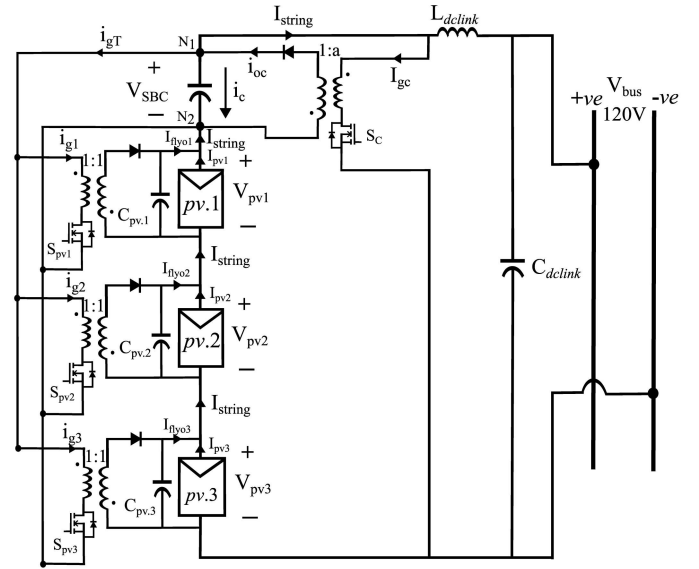 I_string
L_dclink
i_gT
N_1
1:a
i_oc
I_gc
+
V_SBC
−
i_c
S_C
V_bus
120V
+ve
-ve
N_2
I_string
i_g1
1:1
I_flyo1
I_pv1
+
C_pv.1
pv.1
V_pv1
−
S_pv1
I_string
i_g2
1:1
I_flyo2
I_pv2
+
C_pv.2
pv.2
V_pv2
−
S_pv2
C_dclink
I_string
i_g3
1:1
I_flyo3
I_pv3
+
C_pv.3
pv.3
V_pv3
−
S_pv3